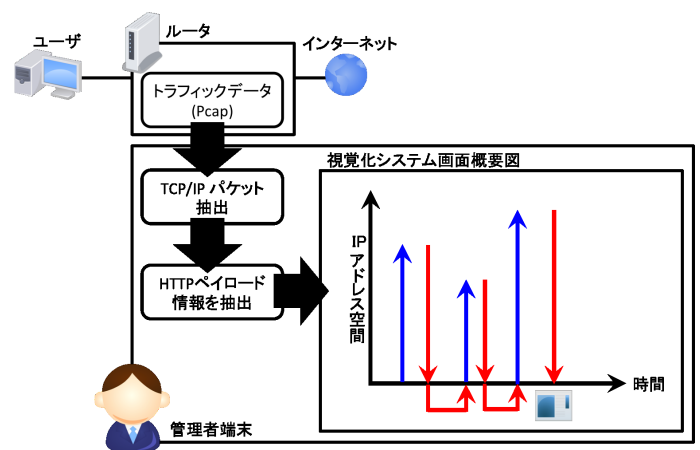 ユーザ
ルータ
インターネット
トラフィックデータ
(Pcap)
視覚化システム画面概要図
TCP/IP パケット
抽出
HTTPペイロード
情報を抽出
IPアドレス空間
時間
管理者端末